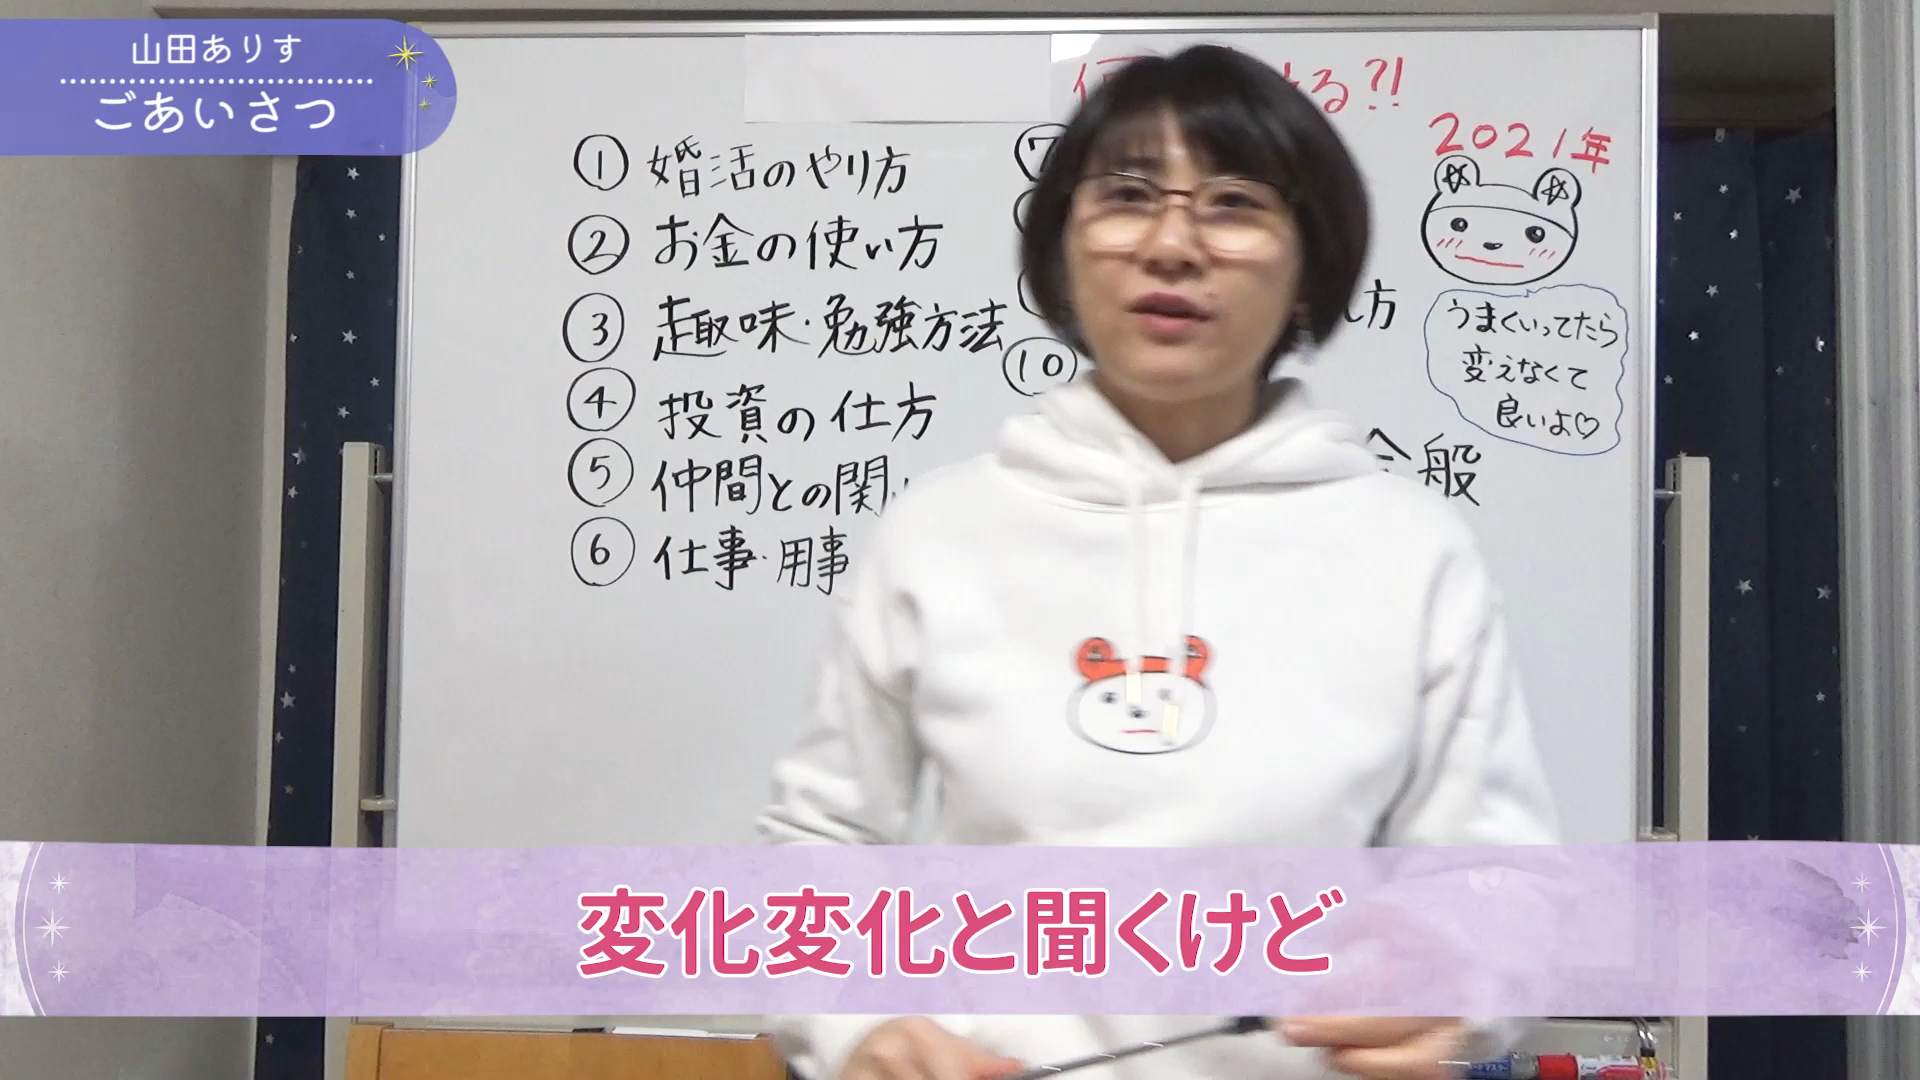 山田ありす
ごあいさつ
る?!
2021年
① 婚活のやり方
② お金の使い方
③ 趣味・勉強方法
④ 投資の仕方
⑤ 仲間との関
⑥ 仕事・用事
⑦
方
⑩
般
うまくいってたら
変えなくて
良いよ♡
変化変化と聞くけど